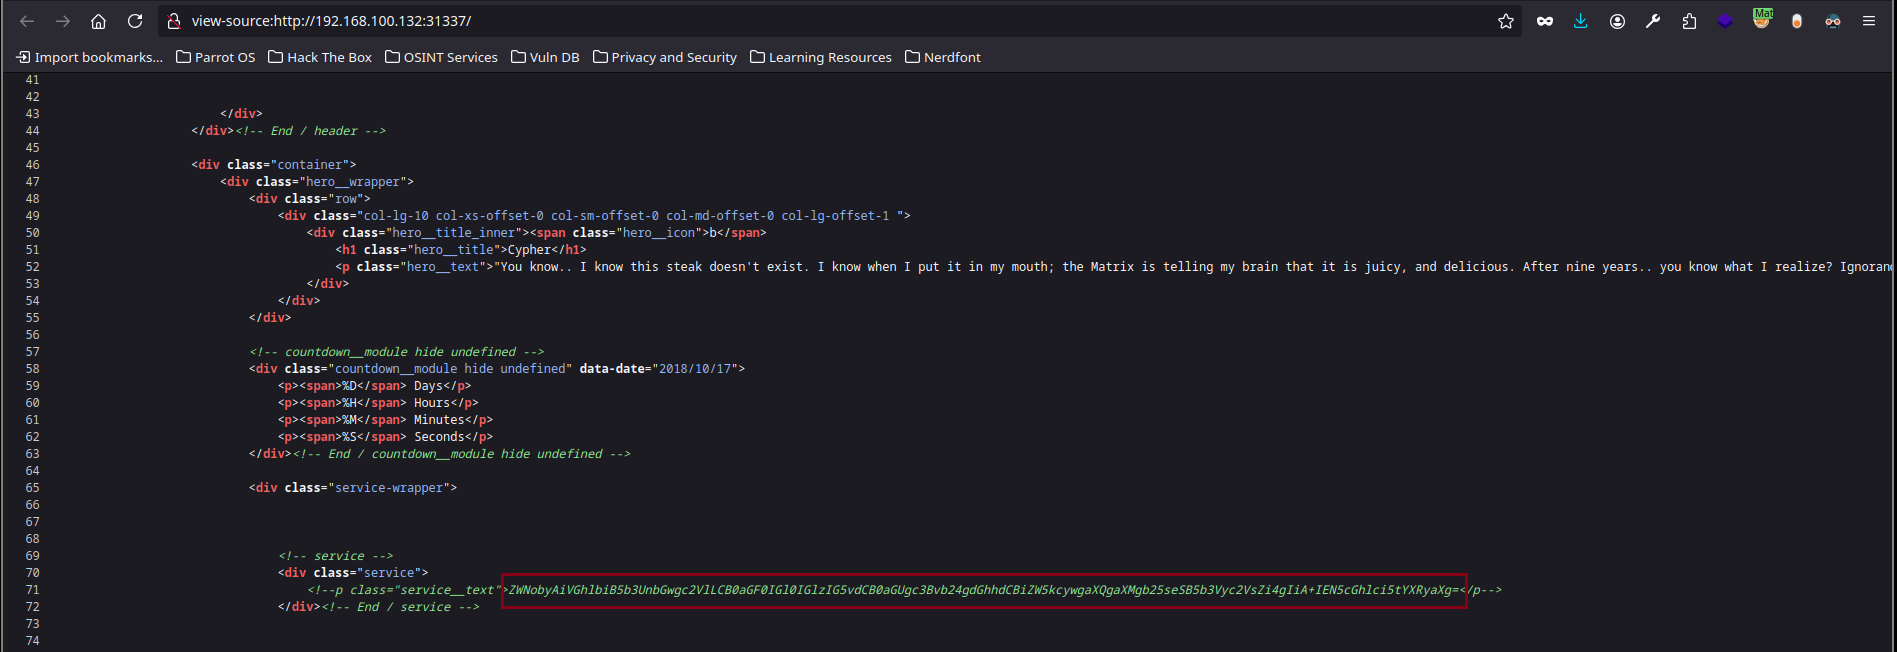 view-source:http://192.168.100.132:31337/
Mat
Import bookmarks... Parrot OS Hack The Box OSINT Services Vuln DB Privacy and Security Learning Resources Nerdfont
41
42
43 </div>
44 </div><!-- End / header -->
45
46 <div class="container">
47 <div class="hero__wrapper">
48 <div class="row">
49 <div class="col-lg-10 col-xs-offset-0 col-sm-offset-0 col-md-offset-0 col-lg-offset-1 ">
50 <div class="hero__title_inner"><span class="hero__icon">b</span>
51 <h1 class="hero__title">Cypher</h1>
52 <p class="hero__text">"You know.. I know this steak doesn't exist. I know when I put it in my mouth; the Matrix is telling my brain that it is juicy, and delicious. After nine years.. you know what I realize? Ignoran
53 </div>
54 </div>
55 </div>
56
57 <!-- countdown__module hide undefined -->
58 <div class="countdown__module hide undefined" data-date="2018/10/17">
59 <p><span>%D</span> Days</p>
60 <p><span>%H</span> Hours</p>
61 <p><span>%M</span> Minutes</p>
62 <p><span>%S</span> Seconds</p>
63 </div><!-- End / countdown__module hide undefined -->
64
65 <div class="service-wrapper">
66
67
68
69 <!-- service -->
70 <div class="service">
71 <!--p class="service__text">ZWNobyAiVGhlbiB5b3UnbGwgc2VlLCB0aGF0IGl0IGlzIG5vdCB0aGUgc3Bvb24gdGhhdCBiZW5kcywgaXQgaXMgb25seSB5b3Vyc2VsZi4gIiA+IEN5cGhlci5tYXRyaXg=</p-->
72 </div><!-- End / service -->
73
74